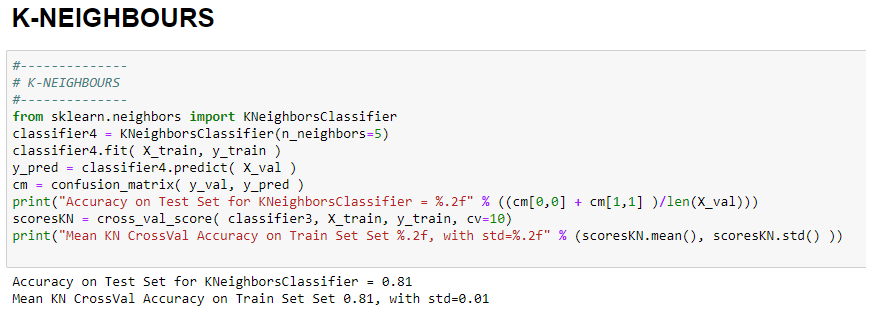 K-NEIGHBOURS
#--------------
# K-NEIGHBOURS
#--------------
from sklearn.neighbors import KNeighborsClassifier
classifier4 = KNeighborsClassifier(n_neighbors=5)
classifier4.fit( X_train, y_train )
y_pred = classifier4.predict( X_val )
cm = confusion_matrix( y_val, y_pred )
print("Accuracy on Test Set for KNeighborsClassifier = %.2f" % ((cm[0,0] + cm[1,1] )/len(X_val)))
scoresKN = cross_val_score( classifier3, X_train, y_train, cv=10)
print("Mean KN CrossVal Accuracy on Train Set Set %.2f, with std=%.2f" % (scoresKN.mean(), scoresKN.std() ))
Accuracy on Test Set for KNeighborsClassifier = 0.81
Mean KN CrossVal Accuracy on Train Set Set 0.81, with std=0.01